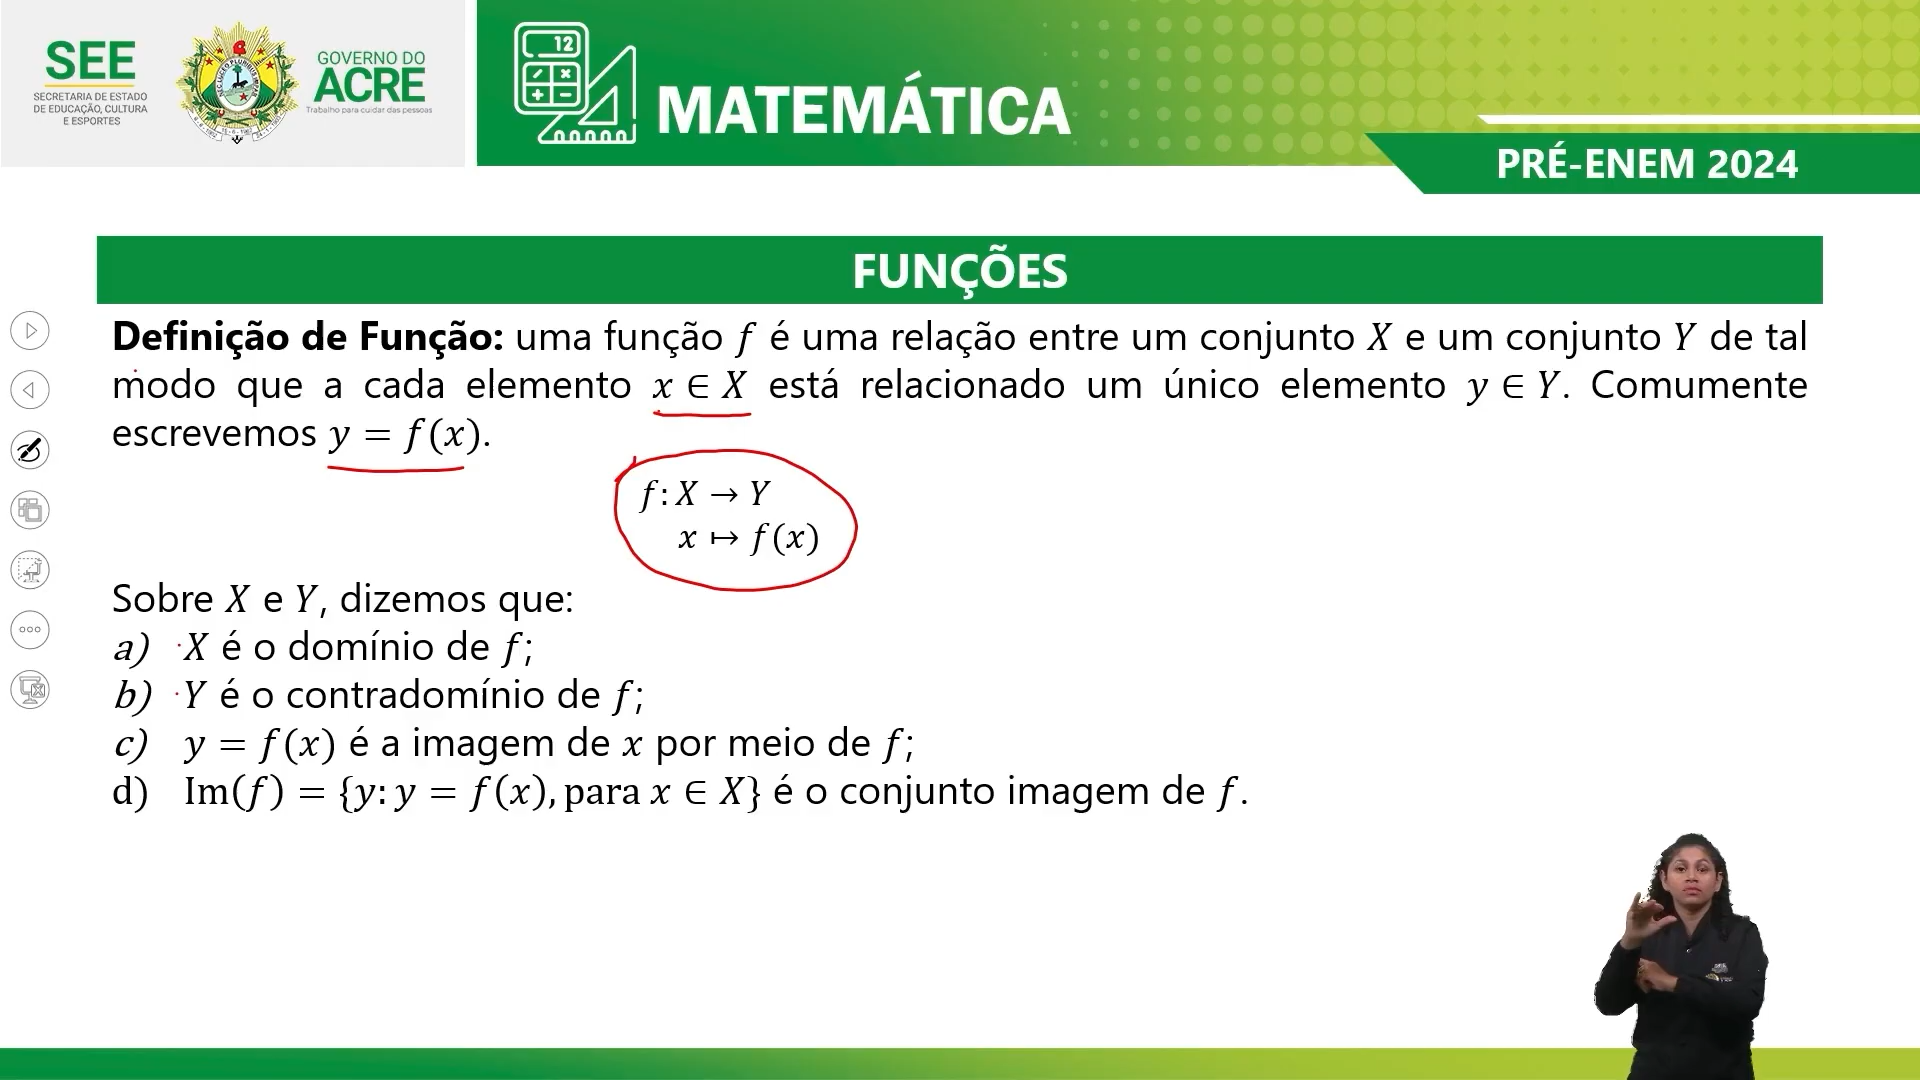 SEE
SECRETARIA DE ESTADO
DE EDUCAÇÃO, CULTURA
E ESPORTES
GOVERNO DO
ACRE
Trabalho para cuidar das pessoas
12
MATEMÁTICA
PRÉ-ENEM 2024
FUNÇÕES
Definição de Função: uma função f é uma relação entre um conjunto X e um conjunto Y de tal
modo que a cada elemento x ∈ X está relacionado um único elemento y ∈ Y. Comumente
escrevemos y = f(x).
f: X → Y
x ↦ f(x)
Sobre X e Y, dizemos que:
a) X é o domínio de f;
b) Y é o contradomínio de f;
c) y = f(x) é a imagem de x por meio de f;
d) Im(f) = {y: y = f(x), para x ∈ X} é o conjunto imagem de f.